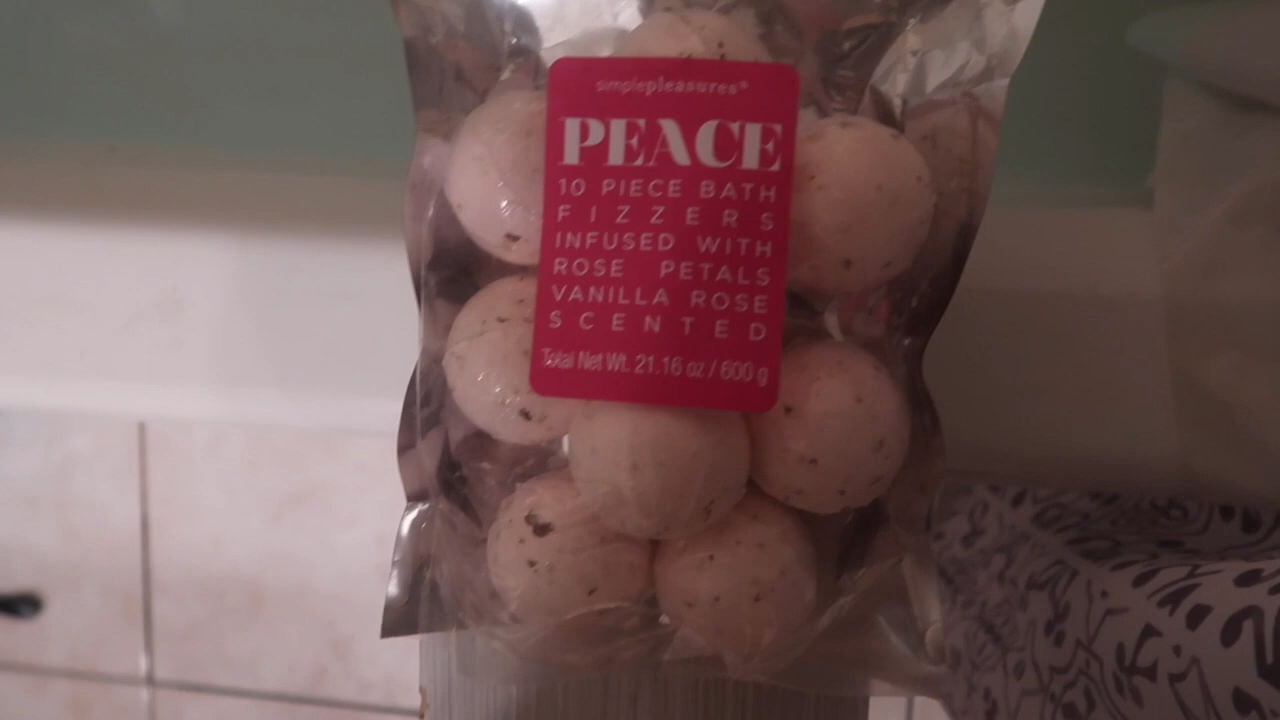 simplepleasures®
PEACE
10 PIECE BATH
FIZZERS
INFUSED WITH
ROSE PETALS
VANILLA ROSE
SCENTED
Total Net Wt. 21.16 oz / 600 g